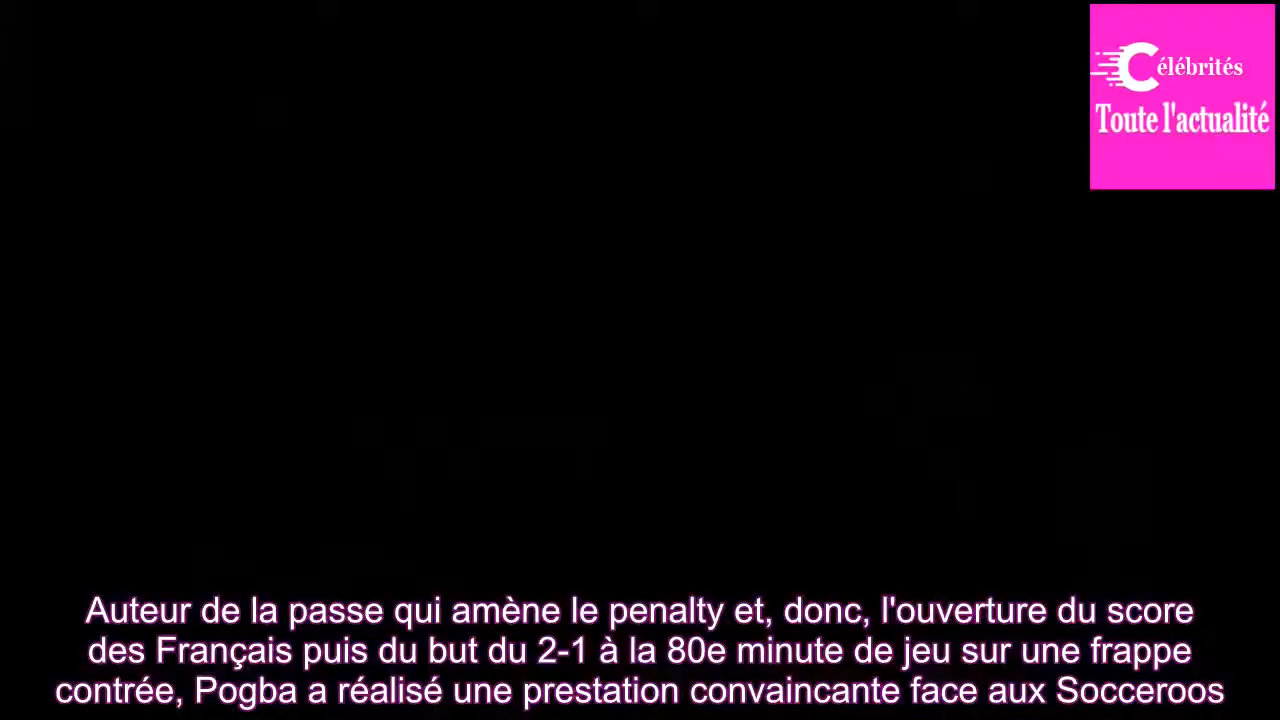 Célébrités
Toute l'actualité
Auteur de la passe qui amène le penalty et, donc, l'ouverture du score
des Français puis du but du 2-1 à la 80e minute de jeu sur une frappe
contrée, Pogba a réalisé une prestation convaincante face aux Socceroos